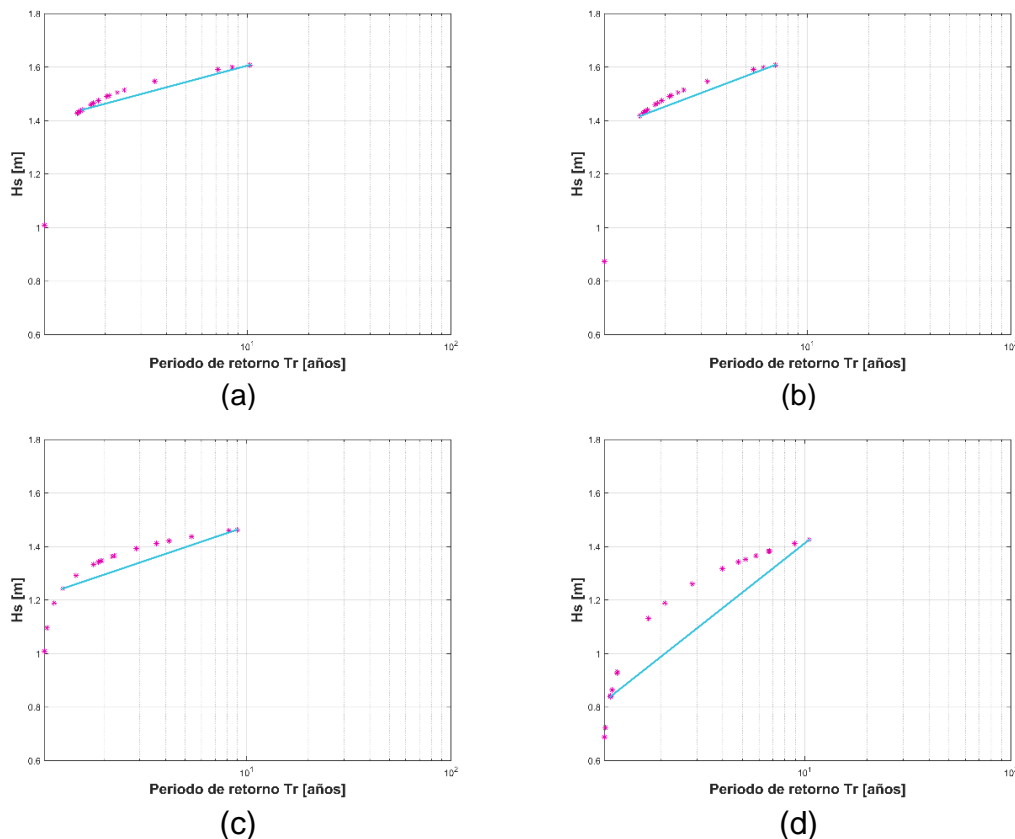 1.8
1.6
1.4
1.2
1
0.8
0.6
Hs [m]
10¹
10²
Periodo de retorno Tr [años]
(a)
1.8
1.6
1.4
1.2
1
0.8
0.6
Hs [m]
10¹
Periodo de retorno Tr [años]
(b)
1.8
1.6
1.4
1.2
1
0.8
0.6
Hs [m]
10¹
10²
Periodo de retorno Tr [años]
(c)
1.8
1.6
1.4
1.2
1
0.8
0.6
Hs [m]
10¹
Periodo de retorno Tr [años]
(d)